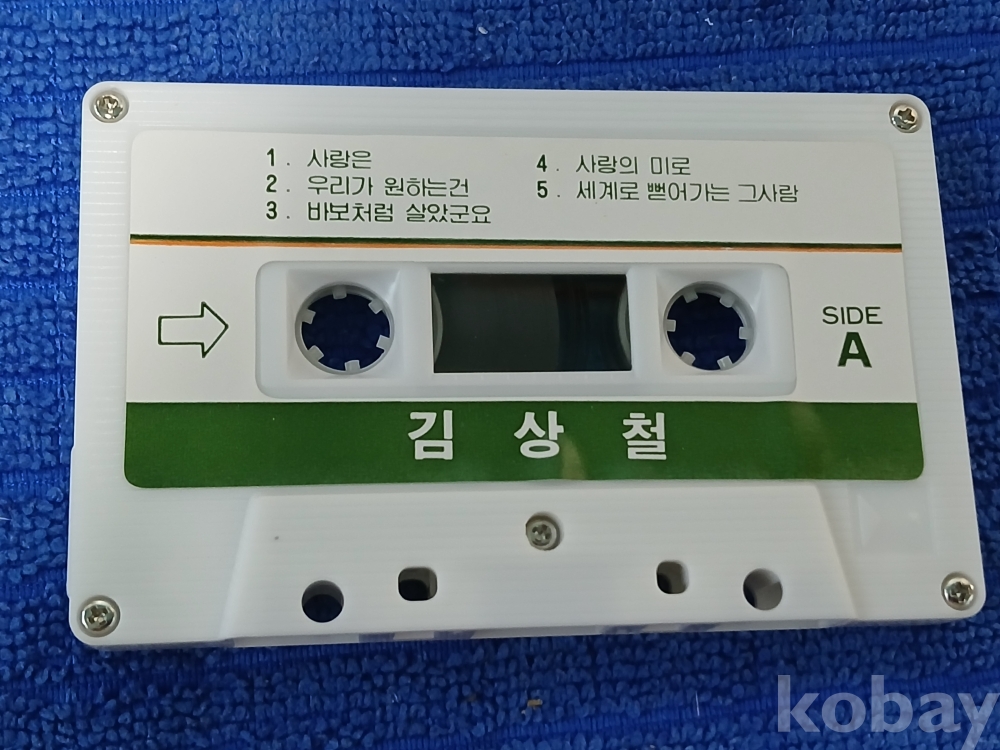 1. 사랑은
2. 우리가 원하는건
3. 바보처럼 살았군요
4. 사랑의 미로
5. 세계로 뻗어가는 그사람
SIDE
A
김 상 철
kobay